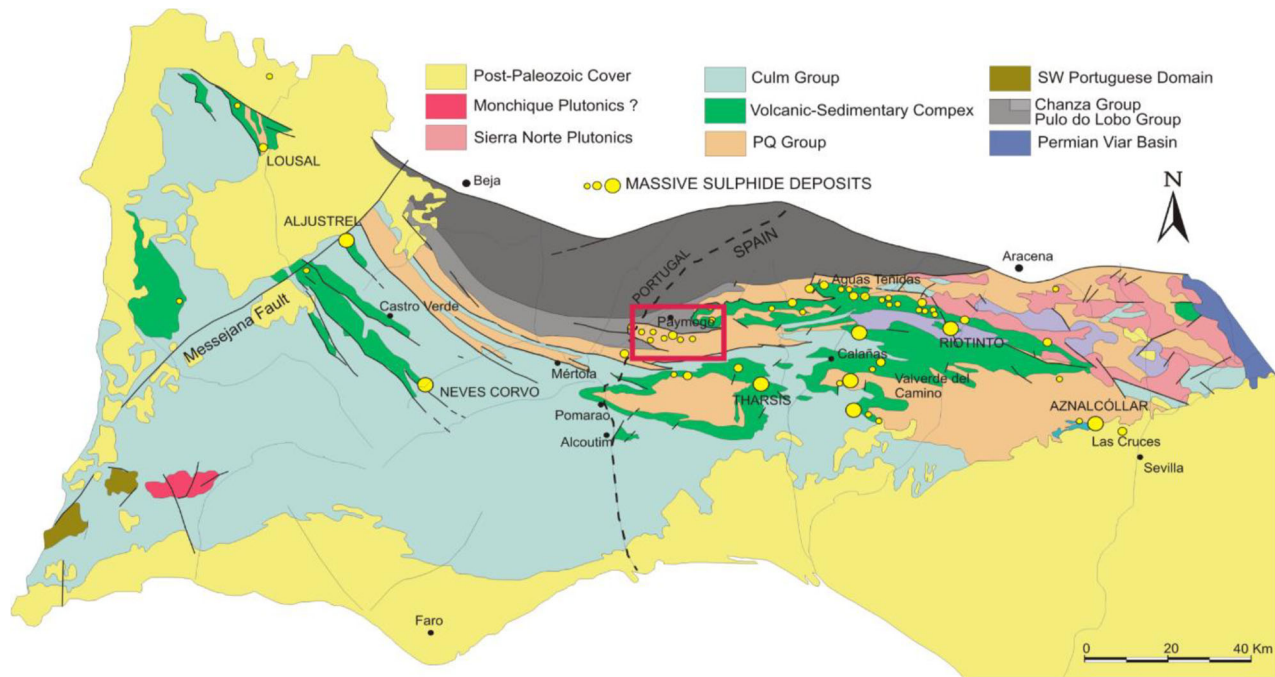 Post-Paleozoic Cover
Monchique Plutonics ?
Sierra Norte Plutonics
Culm Group
Volcanic-Sedimentary Compex
PQ Group
SW Portuguese Domain
Chanza Group
Pulo do Lobo Group
Permian Viar Basin
MASSIVE SULPHIDE DEPOSITS
N
LOUSAL
Beja
ALJUSTREL
PORTUGAL
SPAIN
Aracena
Aguas Teñidas
Messejana Fault
Castro Verde
Paymogo
RIOTINTO
Mértola
Calañas
NEVES CORVO
THARSIS
Valverde del
Camino
Pomarao
AZNALCÓLLAR
Alcoutim
Las Cruces
Sevilla
Faro
0 20 40 Km